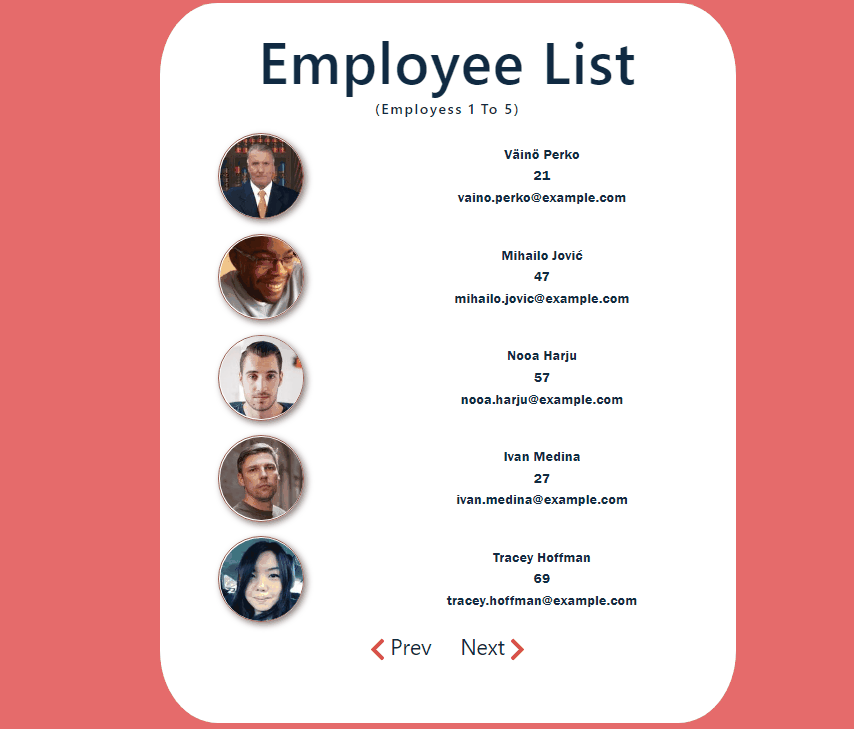 Employee List
(Employess 1 To 5)
Väinö Perko
21
vaino.perko@example.com
Mihailo Jović
47
mihailo.jovic@example.com
Nooa Harju
57
nooa.harju@example.com
Ivan Medina
27
ivan.medina@example.com
Tracey Hoffman
69
tracey.hoffman@example.com
Prev Next